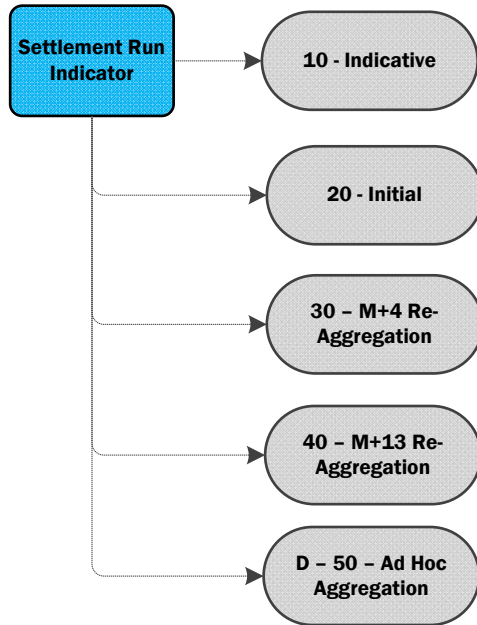 Settlement Run
Indicator
10 - Indicative
20 - Initial
30 – M+4 Re-
Aggregation
40 – M+13 Re-
Aggregation
D – 50 – Ad Hoc
Aggregation